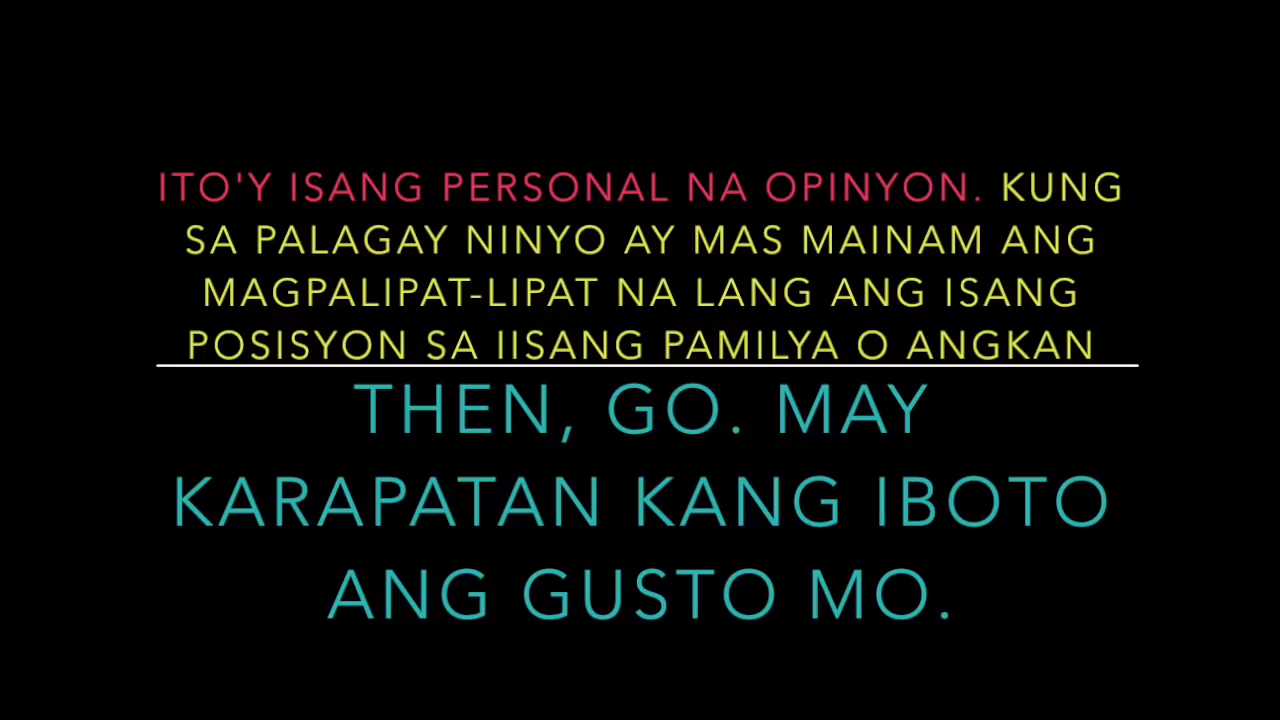 ITO'Y ISANG PERSONAL NA OPINYON. KUNG
SA PALAGAY NINYO AY MAS MAINAM ANG
MAGPALIPAT-LIPAT NA LANG ANG ISANG
POSISYON SA IISANG PAMILYA O ANGKAN
THEN, GO. MAY
KARAPATAN KANG IBOTO
ANG GUSTO MO.